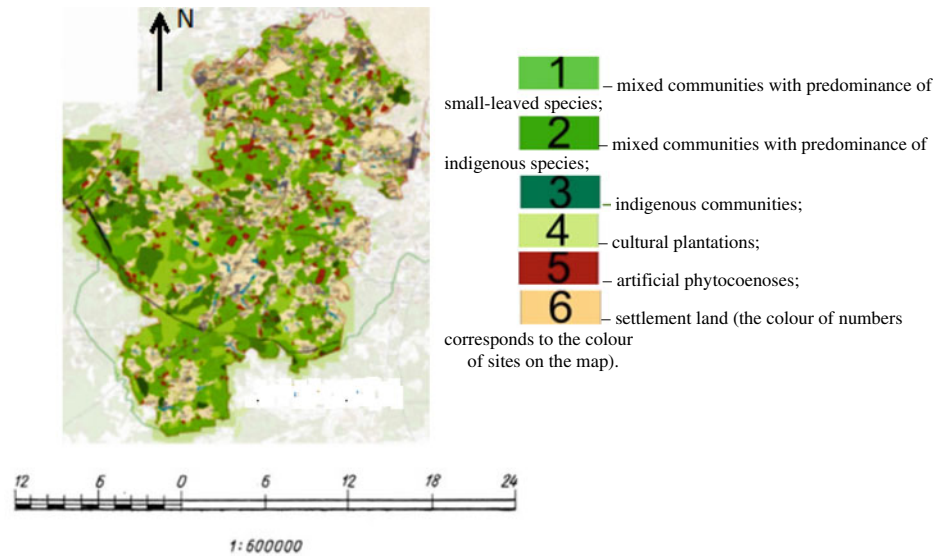 N
1
– mixed communities with predominance of
small-leaved species;
2
– mixed communities with predominance of
indigenous species;
3
– indigenous communities;
4
– cultural plantations;
5
– artificial phytocoenoses;
6
– settlement land (the colour of numbers
corresponds to the colour
of sites on the map).
12 6 0 6 12 18 24
1:600000